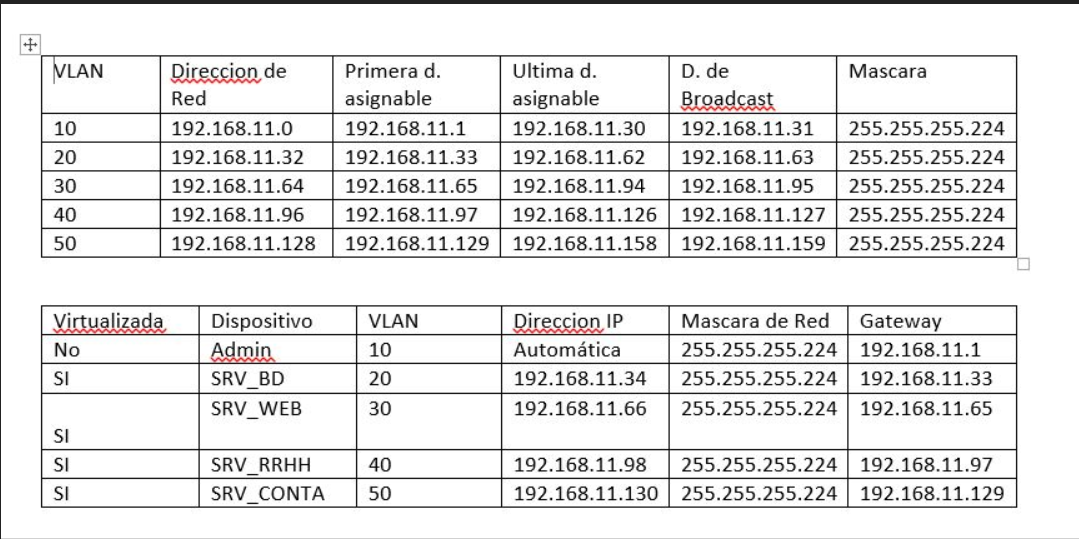 VLAN Direccion de Red Primera d. asignable Ultima d. asignable D. de Broadcast Mascara
10 192.168.11.0 192.168.11.1 192.168.11.30 192.168.11.31 255.255.255.224
20 192.168.11.32 192.168.11.33 192.168.11.62 192.168.11.63 255.255.255.224
30 192.168.11.64 192.168.11.65 192.168.11.94 192.168.11.95 255.255.255.224
40 192.168.11.96 192.168.11.97 192.168.11.126 192.168.11.127 255.255.255.224
50 192.168.11.128 192.168.11.129 192.168.11.158 192.168.11.159 255.255.255.224
Virtualizada Dispositivo VLAN Direccion IP Mascara de Red Gateway
No Admin 10 Automática 255.255.255.224 192.168.11.1
SI SRV_BD 20 192.168.11.34 255.255.255.224 192.168.11.33
SI SRV_WEB 30 192.168.11.66 255.255.255.224 192.168.11.65
SI SRV_RRHH 40 192.168.11.98 255.255.255.224 192.168.11.97
SI SRV_CONTA 50 192.168.11.130 255.255.255.224 192.168.11.129